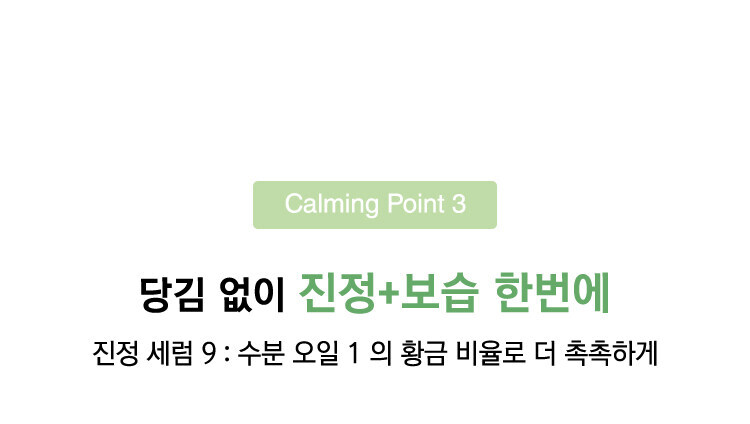 Calming Point 3
당김 없이 진정+보습 한번에
진정 세럼 9 : 수분 오일 1 의 황금 비율로 더 촉촉하게